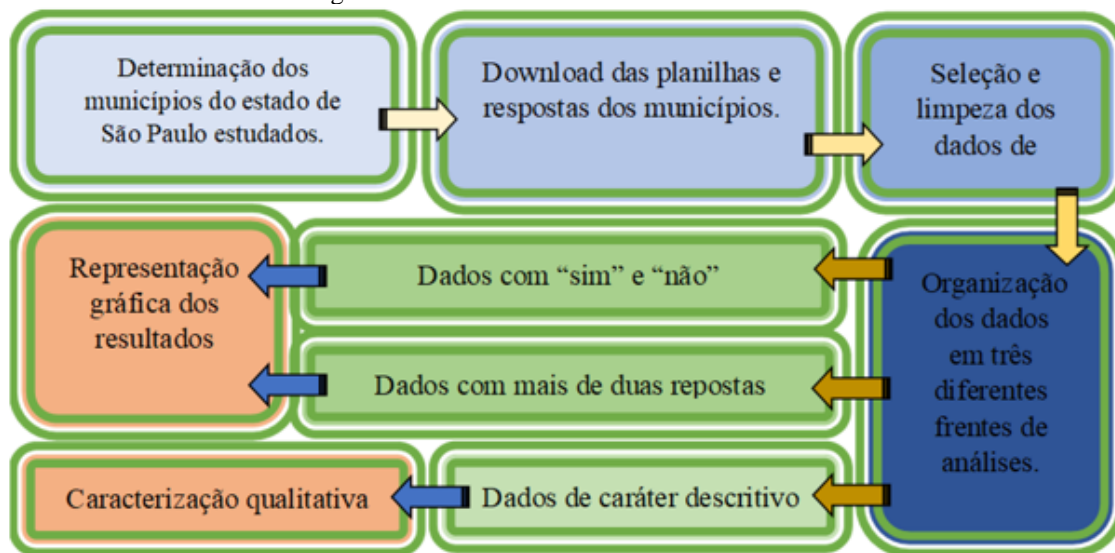 Determinação dos
municípios do estado de
São Paulo estudados.
Download das planilhas e
respostas dos municípios.
Seleção e
limpeza dos
dados de
Organização
dos dados
em três
diferentes
frentes de
análises.
Dados com “sim” e “não”
Dados com mais de duas repostas
Representação
gráfica dos
resultados
Dados de caráter descritivo
Caracterização qualitativa